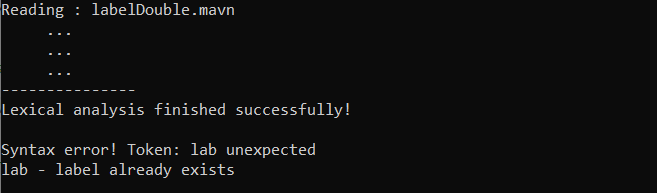 Reading : labelDouble.mavn
...
...
...
---------------
Lexical analysis finished successfully!
Syntax error! Token: lab unexpected
lab - label already exists